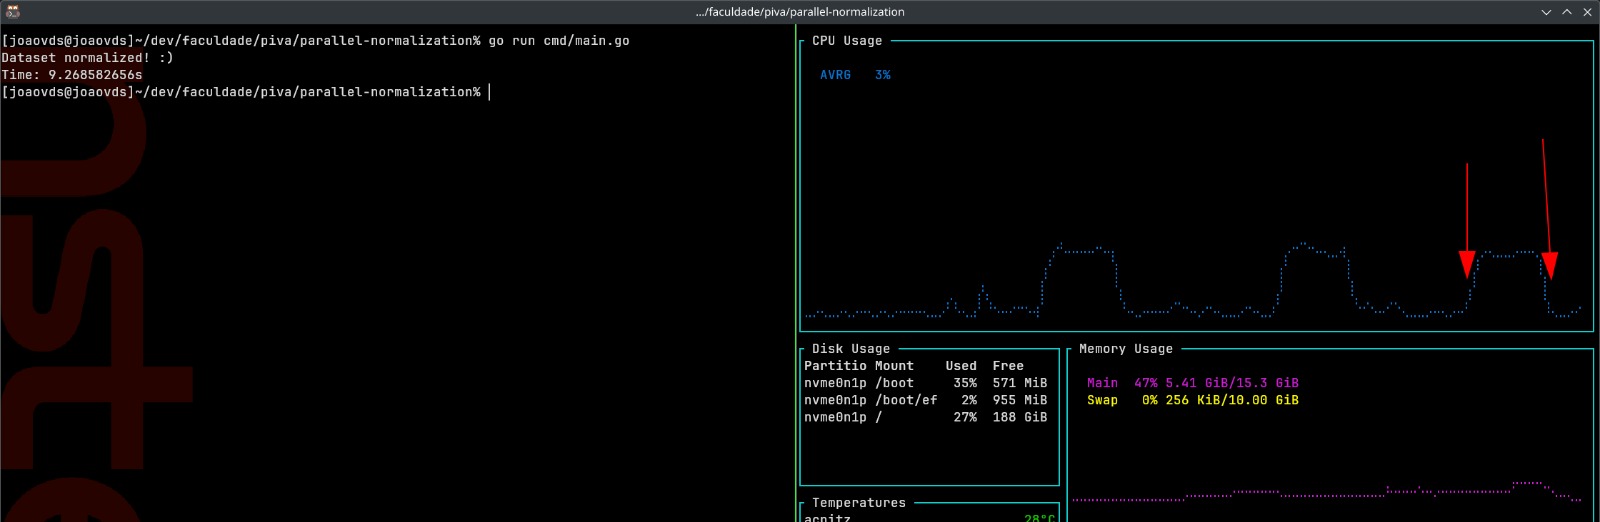 .../faculdade/piva/parallel-normalization
[joaovds@joaovds]~/dev/faculdade/piva/parallel-normalization% go run cmd/main.go
Dataset normalized! :)
Time: 9.268582656s
[joaovds@joaovds]~/dev/faculdade/piva/parallel-normalization%
CPU Usage
AVRG 3%
Disk Usage
Partitio Mount Used Free
nvme0n1p /boot 35% 571 MiB
nvme0n1p /boot/ef 2% 955 MiB
nvme0n1p / 27% 188 GiB
Memory Usage
Main 47% 5.41 GiB/15.3 GiB
Swap 0% 256 KiB/10.00 GiB
Temperatures
acpitz 28°C